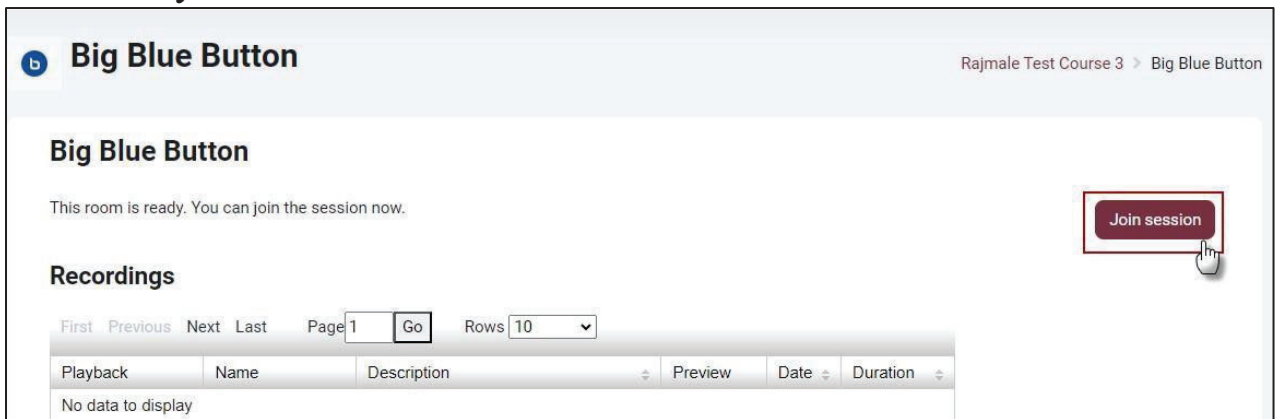 Big Blue Button
Rajmale Test Course 3 > Big Blue Button
Big Blue Button
This room is ready. You can join the session now.
Join session
Recordings
First Previous Next Last Page 1 Go Rows 10
Playback Name Description Preview Date Duration
No data to display